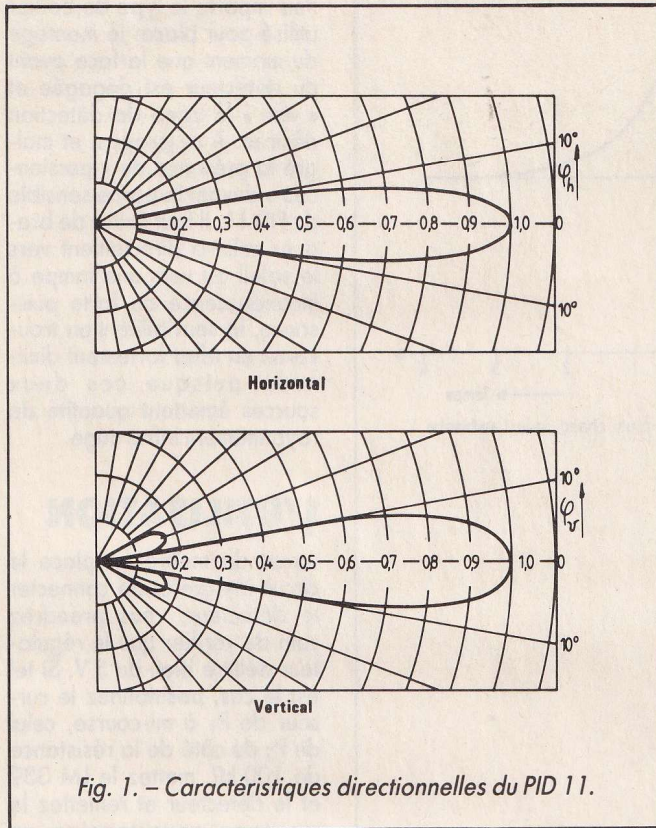 10°
φh
0,2 0,3 0,4 0,5 0,6 0,7 0,8 0,9 1,0 0
10°
Horizontal
10°
φv
0,2 0,3 0,4 0,5 0,6 0,7 0,8 0,9 1,0 0
10°
Vertical
Fig. 1. – Caractéristiques directionnelles du PID 11.